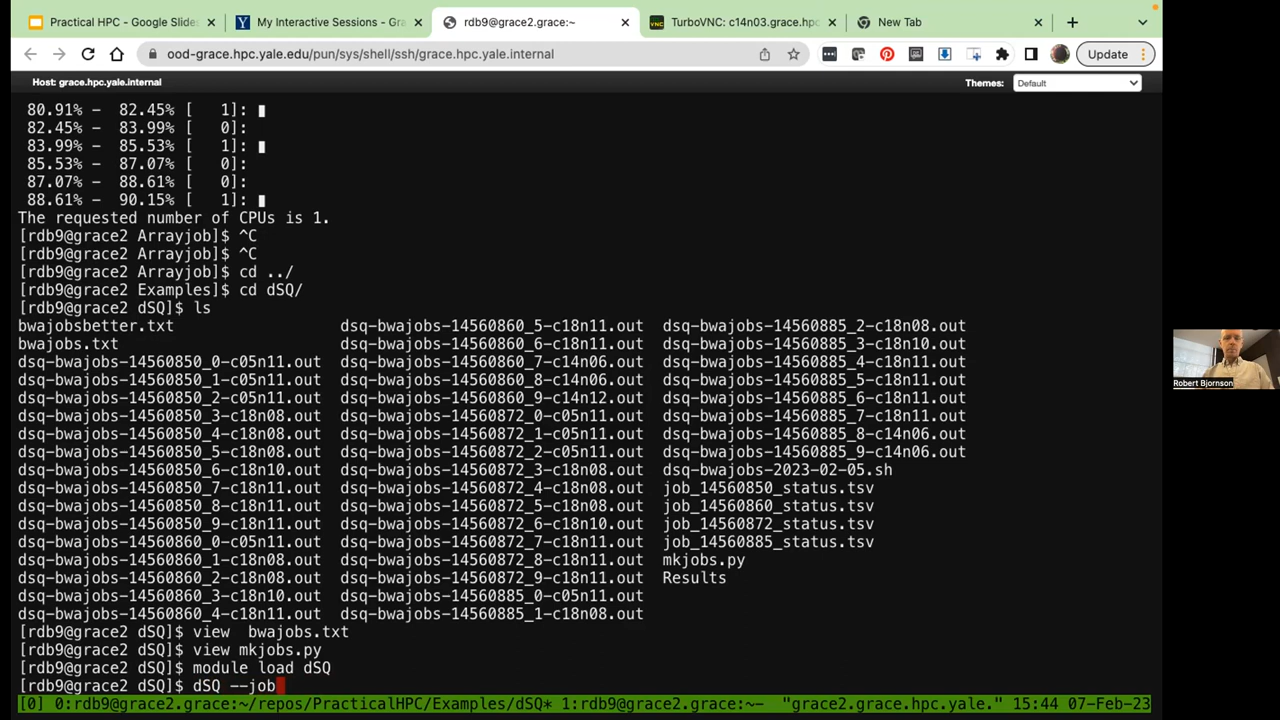 Practical HPC - Google Slides
My Interactive Sessions - Gra
rdb9@grace2.grace:~
TurboVNC: c14n03.grace.hpc
New Tab
ood-grace.hpc.yale.edu/pun/sys/shell/ssh/grace.hpc.yale.internal
Update
Host: grace.hpc.yale.internal
Themes: Default
80.91% - 82.45% [ 1]:
82.45% - 83.99% [ 0]:
83.99% - 85.53% [ 1]:
85.53% - 87.07% [ 0]:
87.07% - 88.61% [ 0]:
88.61% - 90.15% [ 1]:
The requested number of CPUs is 1.
[rdb9@grace2 Arrayjob]$ ^C
[rdb9@grace2 Arrayjob]$ ^C
[rdb9@grace2 Arrayjob]$ cd ../
[rdb9@grace2 Examples]$ cd dSQ/
[rdb9@grace2 dSQ]$ ls
bwajobsbetter.txt dsq-bwajobs-14560860_5-c18n11.out dsq-bwajobs-14560885_2-c18n08.out
bwajobs.txt dsq-bwajobs-14560860_6-c18n11.out dsq-bwajobs-14560885_3-c18n10.out
dsq-bwajobs-14560850_0-c05n11.out dsq-bwajobs-14560860_7-c14n06.out dsq-bwajobs-14560885_4-c18n11.out
dsq-bwajobs-14560850_1-c05n11.out dsq-bwajobs-14560860_8-c14n06.out dsq-bwajobs-14560885_5-c18n11.out
dsq-bwajobs-14560850_2-c05n11.out dsq-bwajobs-14560860_9-c14n12.out dsq-bwajobs-14560885_6-c18n11.out
dsq-bwajobs-14560850_3-c18n08.out dsq-bwajobs-14560872_0-c05n11.out dsq-bwajobs-14560885_7-c18n11.out
dsq-bwajobs-14560850_4-c18n08.out dsq-bwajobs-14560872_1-c05n11.out dsq-bwajobs-14560885_8-c14n06.out
dsq-bwajobs-14560850_5-c18n08.out dsq-bwajobs-14560872_2-c05n11.out dsq-bwajobs-14560885_9-c14n06.out
dsq-bwajobs-14560850_6-c18n10.out dsq-bwajobs-14560872_3-c18n08.out dsq-bwajobs-2023-02-05.sh
dsq-bwajobs-14560850_7-c18n11.out dsq-bwajobs-14560872_4-c18n08.out job_14560850_status.tsv
dsq-bwajobs-14560850_8-c18n11.out dsq-bwajobs-14560872_5-c18n08.out job_14560860_status.tsv
dsq-bwajobs-14560850_9-c18n11.out dsq-bwajobs-14560872_6-c18n10.out job_14560872_status.tsv
dsq-bwajobs-14560860_0-c05n11.out dsq-bwajobs-14560872_7-c18n11.out job_14560885_status.tsv
dsq-bwajobs-14560860_1-c18n08.out dsq-bwajobs-14560872_8-c18n11.out mkjobs.py
dsq-bwajobs-14560860_2-c18n08.out dsq-bwajobs-14560872_9-c18n11.out Results
dsq-bwajobs-14560860_3-c18n10.out dsq-bwajobs-14560885_0-c05n11.out
dsq-bwajobs-14560860_4-c18n11.out dsq-bwajobs-14560885_1-c18n08.out
[rdb9@grace2 dSQ]$ view  bwajobs.txt
[rdb9@grace2 dSQ]$ view mkjobs.py
[rdb9@grace2 dSQ]$ module load dSQ
[rdb9@grace2 dSQ]$ dSQ --job
[0] 0:rdb9@grace2.grace:~/repos/PracticalHPC/Examples/dSQ* 1:rdb9@grace2.grace:~- "grace2.grace.hpc.yale." 15:44 07-Feb-23
Robert Bjornson